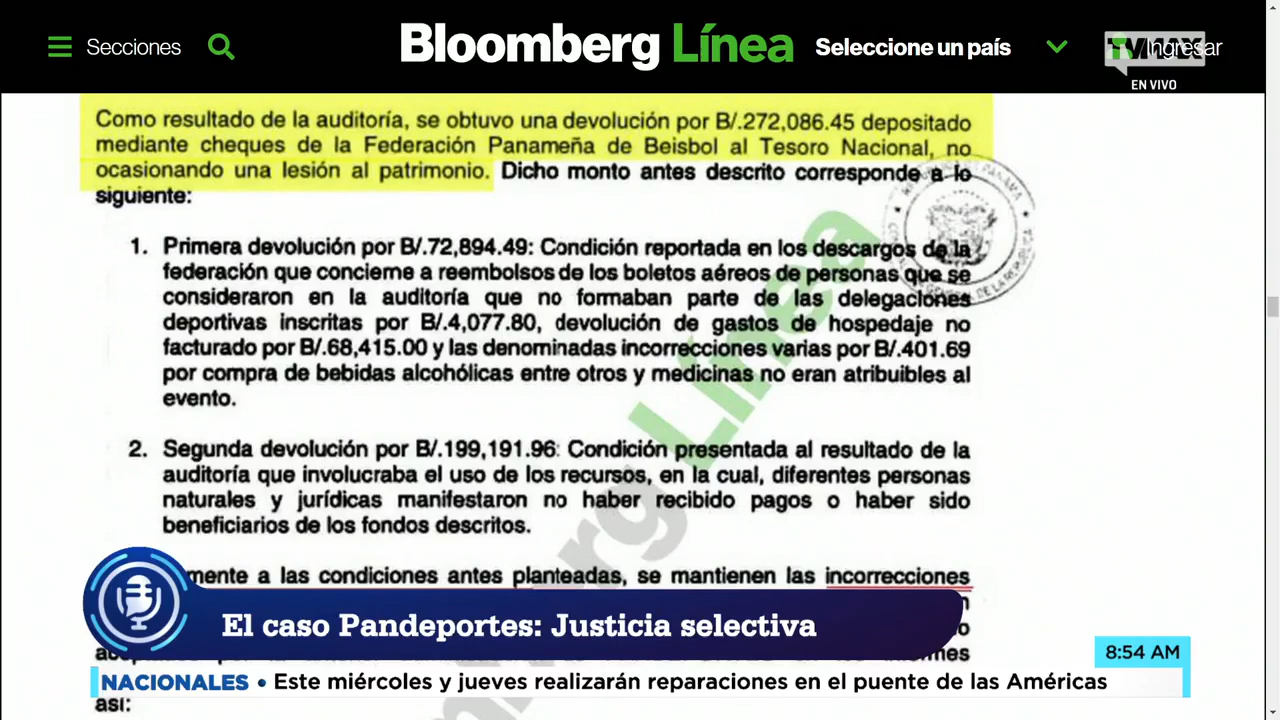 Secciones
Bloomberg Línea
Seleccione un país
TVMAX
Ingresar
EN VIVO
Como resultado de la auditoría, se obtuvo una devolución por B/.272,086.45 depositado
mediante cheques de la Federación Panameña de Beisbol al Tesoro Nacional, no
ocasionando una lesión al patrimonio. Dicho monto antes descrito corresponde a lo
siguiente:
1. Primera devolución por B/.72,894.49: Condición reportada en los descargos de la
federación que concierne a reembolsos de los boletos aéreos de personas que se
consideraron en la auditoría que no formaban parte de las delegaciones
deportivas inscritas por B/.4,077.80, devolución de gastos de hospedaje no
facturado por B/.68,415.00 y las denominadas incorrecciones varias por B/.401.69
por compra de bebidas alcohólicas entre otros y medicinas no eran atribuibles al
evento.
2. Segunda devolución por B/.199,191.96: Condición presentada al resultado de la
auditoría que involucraba el uso de los recursos, en la cual, diferentes personas
naturales y jurídicas manifestaron no haber recibido pagos o haber sido
beneficiarios de los fondos descritos.
mente a las condiciones antes planteadas, se mantienen las incorrecciones
El caso Pandeportes: Justicia selectiva
8:54 AM
NACIONALES • Este miércoles y jueves realizarán reparaciones en el puente de las Américas
así: